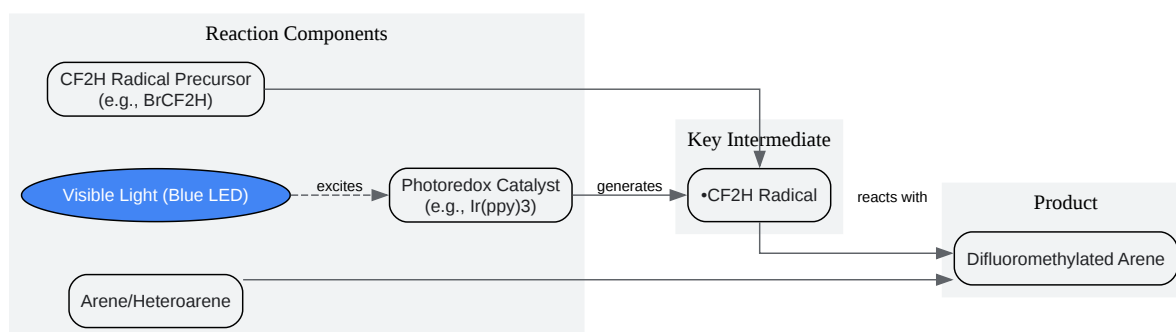 Reaction Components
CF2H Radical Precursor
(e.g., BrCF2H)
Visible Light (Blue LED)
excites
Photoredox Catalyst
(e.g., Ir(ppy)3)
generates
Arene/Heteroarene
Key Intermediate
•CF2H Radical
reacts with
Product
Difluoromethylated Arene